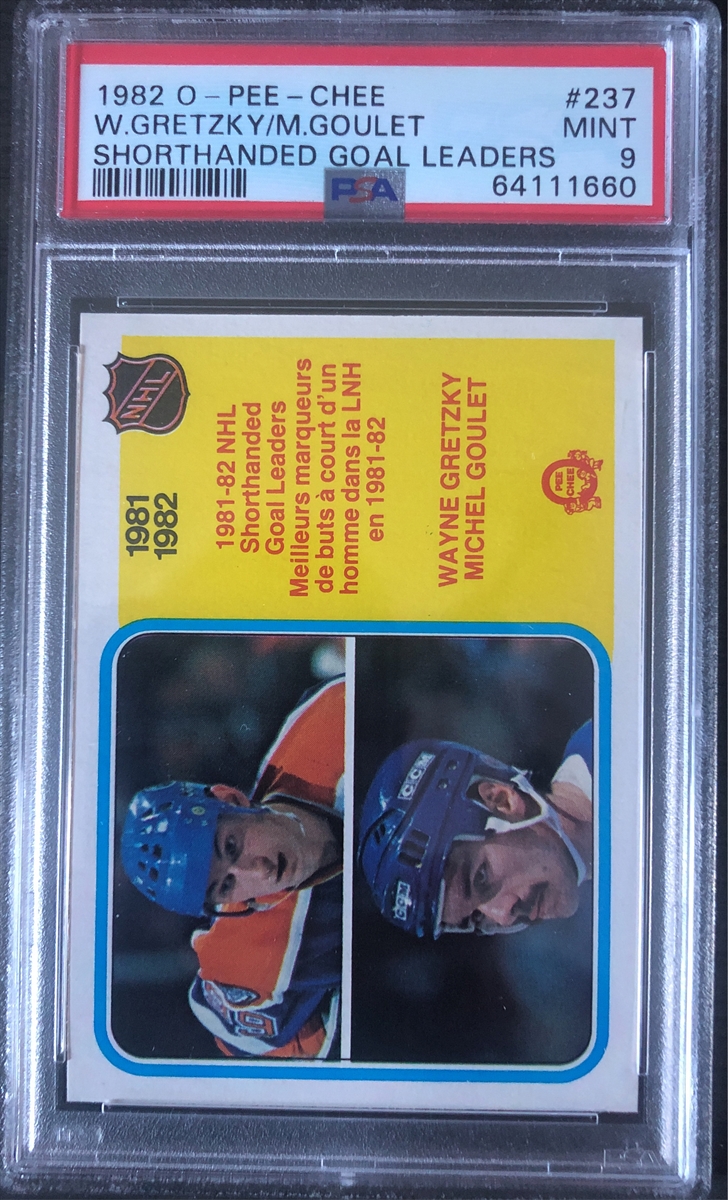 1982 O-PEE-CHEE #237
W.GRETZKY/M.GOULET MINT
SHORTHANDED GOAL LEADERS 9
PSA 64111660
NHL
1981
1982
1981-82 NHL
Shorthanded
Goal Leaders
Meilleurs marqueurs
de buts à court d'un
homme dans la LNH
en 1981-82
WAYNE GRETZKY
MICHEL GOULET
O PEE CHEE
CCM
CCM